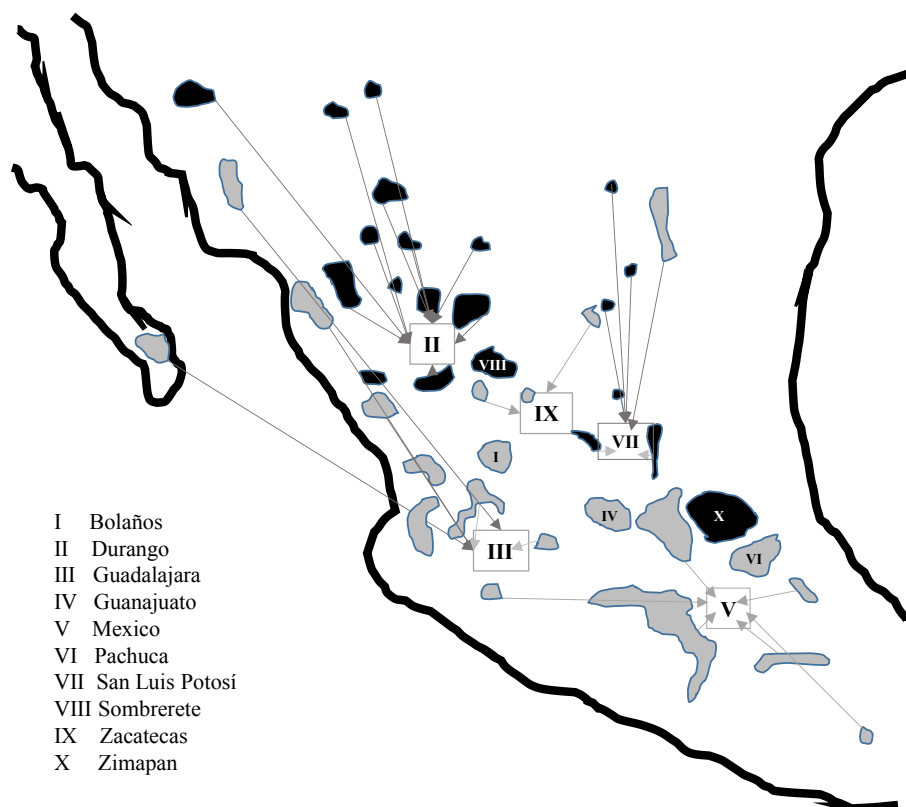 II
VIII
IX
VII
I
IV
X
III
VI
V
I Bolaños
II Durango
III Guadalajara
IV Guanajuato
V Mexico
VI Pachuca
VII San Luis Potosí
VIII Sombrerete
IX Zacatecas
X Zimapan